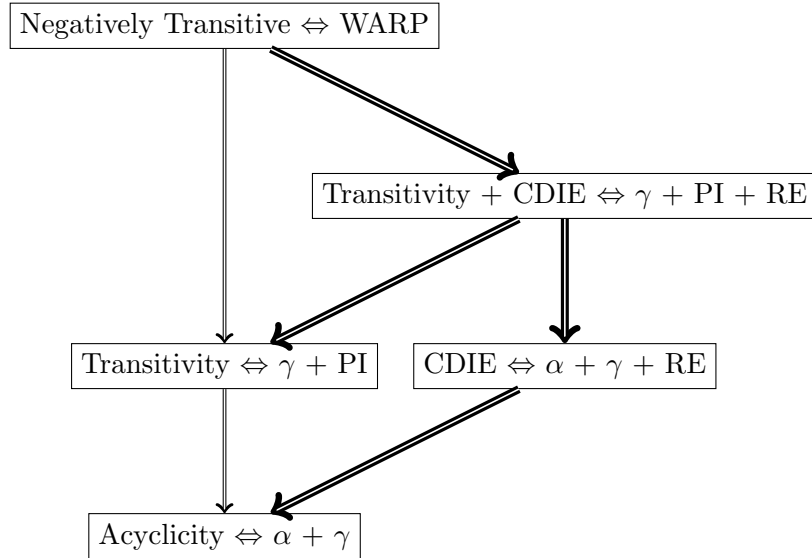 Negatively Transitive ⇔ WARP
Transitivity + CDIE ⇔ γ + PI + RE
Transitivity ⇔ γ + PI
CDIE ⇔ α + γ + RE
Acyclicity ⇔ α + γ